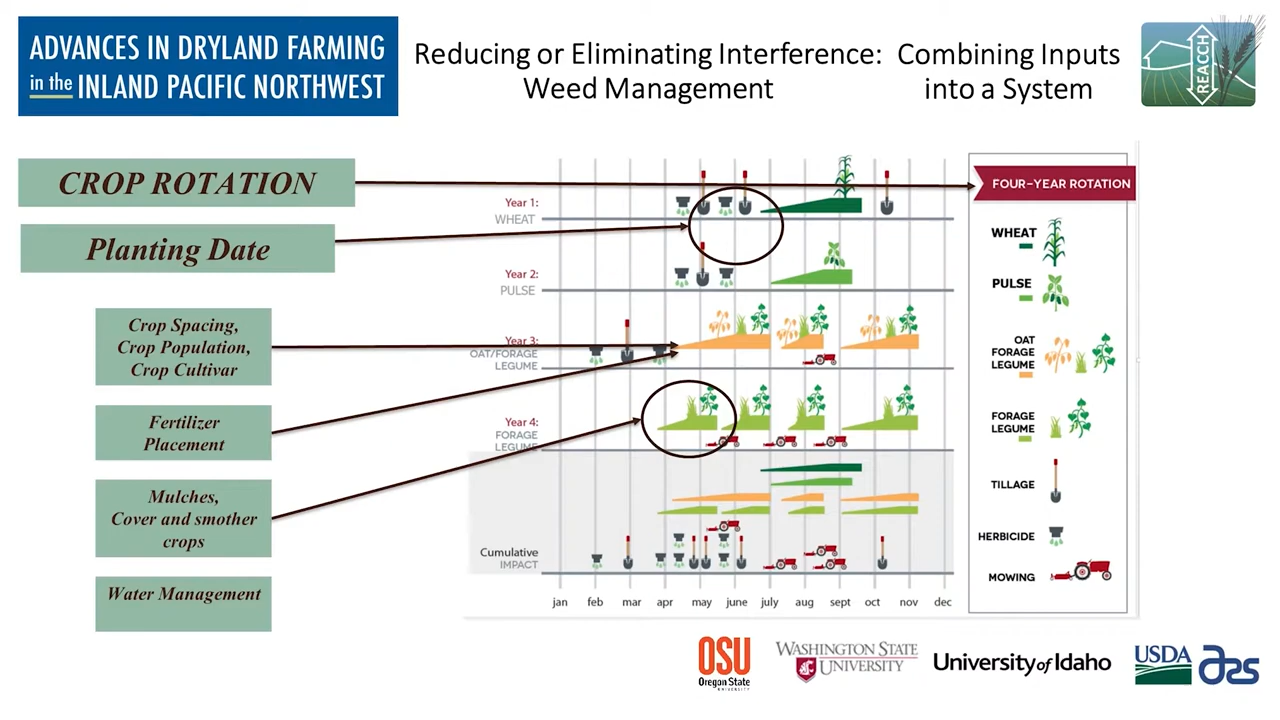 ADVANCES IN DRYLAND FARMING
in the INLAND PACIFIC NORTHWEST
Reducing or Eliminating Interference:
Weed Management
Combining Inputs
into a System
REACCH
CROP ROTATION
Planting Date
Crop Spacing,
Crop Population,
Crop Cultivar
Fertilizer
Placement
Mulches,
Cover and smother
crops
Water Management
Year 1:
WHEAT
Year 2:
PULSE
Year 3:
OAT/FORAGE
LEGUME
Year 4:
FORAGE
LEGUME
Cumulative
IMPACT
jan feb mar apr may june july aug sept oct nov dec
FOUR-YEAR ROTATION
WHEAT
PULSE
OAT
FORAGE
LEGUME
FORAGE
LEGUME
TILLAGE
HERBICIDE
MOWING
OSU
Oregon State
UNIVERSITY
WASHINGTON STATE
UNIVERSITY
University of Idaho
USDA
ars